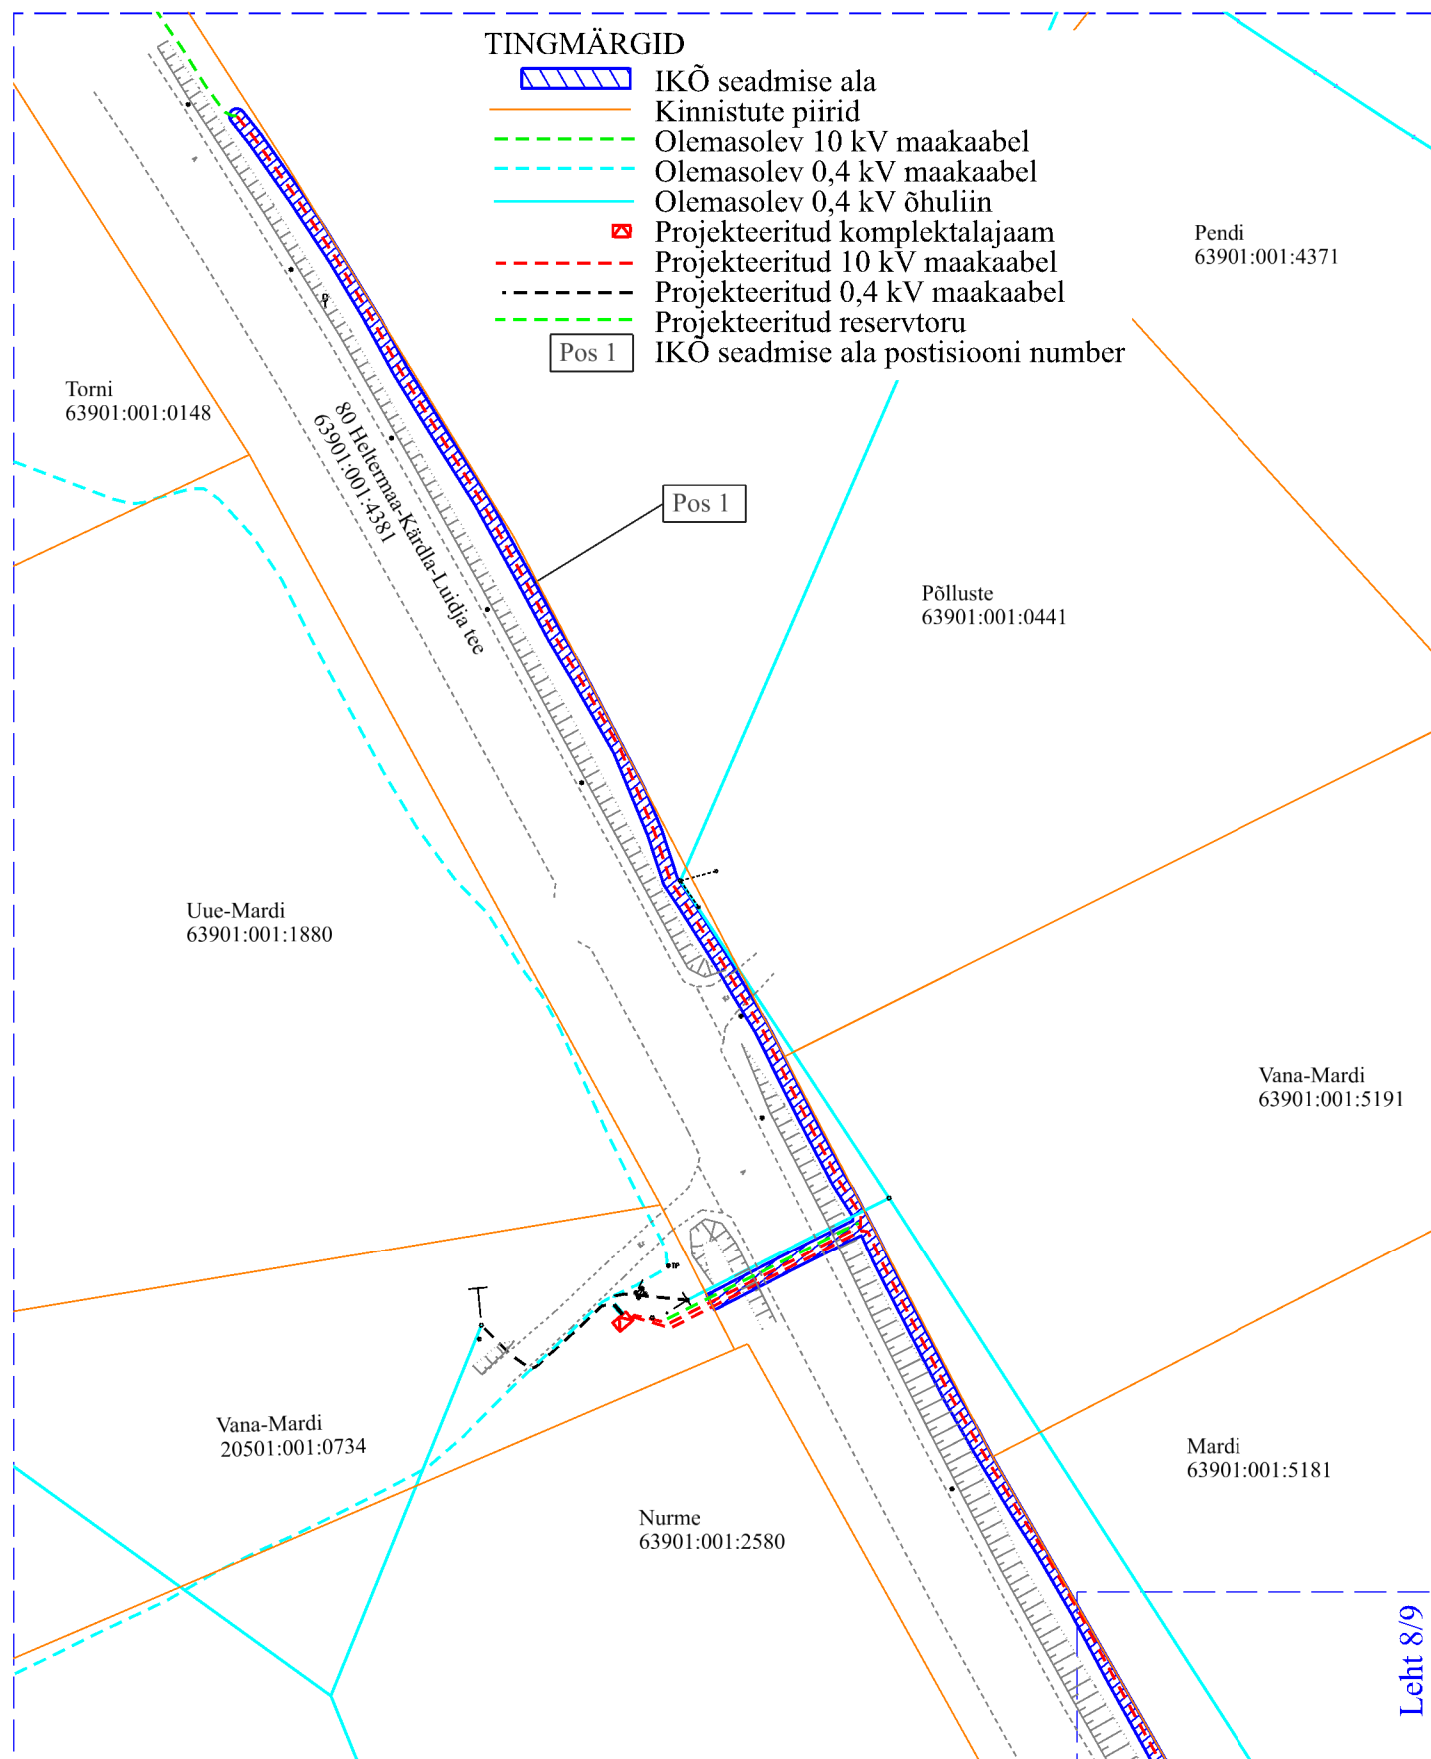 TINGMÄRGID
IKÕ seadmise ala
Kinnistute piirid
Olemasolev 10 kV maakaabel
Olemasolev 0,4 kV maakaabel
Olemasolev 0,4 kV õhuliin
Projekteeritud komplektalajaam
Projekteeritud 10 kV maakaabel
Projekteeritud 0,4 kV maakaabel
Projekteeritud reservtoru
Pos 1 IKÕ seadmise ala postisiooni number
Pendi
63901:001:4371
Torni
63901:001:0148
80 Heltermaa-Kärdla-Luidja tee
63901:001:4381
Pos 1
Põlluste
63901:001:0441
Uue-Mardi
63901:001:1880
Vana-Mardi
63901:001:5191
Vana-Mardi
20501:001:0734
Mardi
63901:001:5181
Nurme
63901:001:2580
Leht 8/9